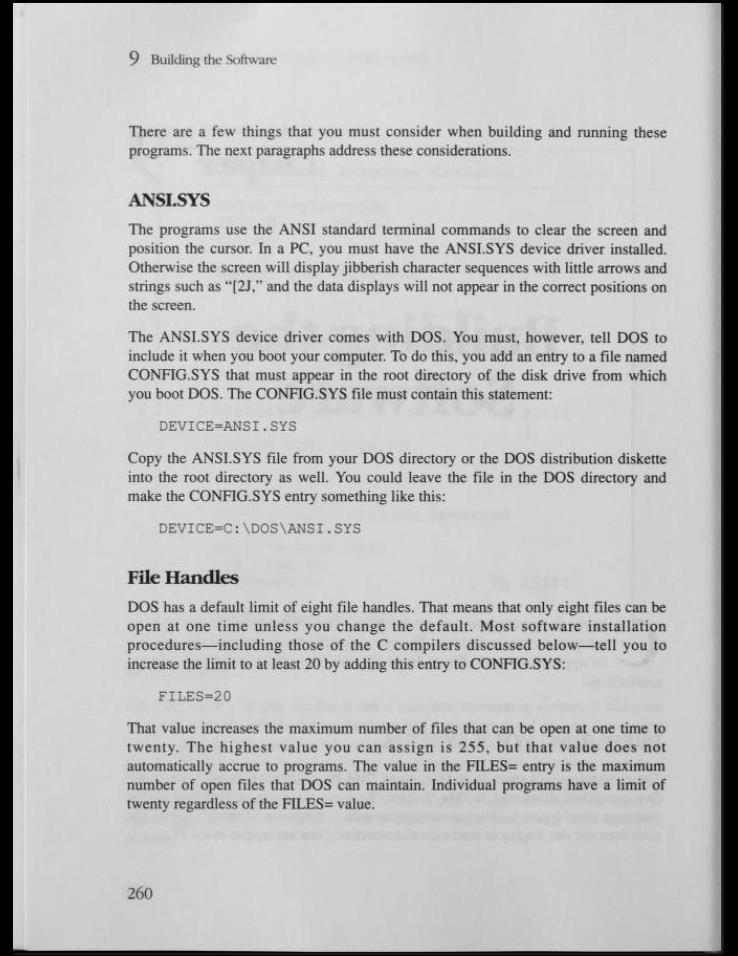 9 Building the Software
There are a few things that you must consider when building and running these
programs. The next paragraphs address these considerations.
ANSI.SYS
The programs use the ANSI standard terminal commands to clear the screen and
position the cursor. In a PC, you must have the ANSI.SYS device driver installed.
Otherwise the screen will display jibberish character sequences with little arrows and
strings such as “[2J,” and the data displays will not appear in the correct positions on
the screen.
The ANSI.SYS device driver comes with DOS. You must, however, tell DOS to
include it when you boot your computer. To do this, you add an entry to a file named
CONFIG.SYS that must appear in the root directory of the disk drive from which
you boot DOS. The CONFIG.SYS file must contain this statement:
DEVICE=ANSI.SYS
Copy the ANSI.SYS file from your DOS directory or the DOS distribution diskette
into the root directory as well. You could leave the file in the DOS directory and
make the CONFIG.SYS entry something like this:
DEVICE=C:\DOS\ANSI.SYS
File Handles
DOS has a default limit of eight file handles. That means that only eight files can be
open at one time unless you change the default. Most software installation
procedures—including those of the C compilers discussed below—tell you to
increase the limit to at least 20 by adding this entry to CONFIG.SYS:
FILES=20
That value increases the maximum number of files that can be open at one time to
twenty. The highest value you can assign is 255, but that value does not
automatically accrue to programs. The value in the FILES= entry is the maximum
number of open files that DOS can maintain. Individual programs have a limit of
twenty regardless of the FILES= value.
260